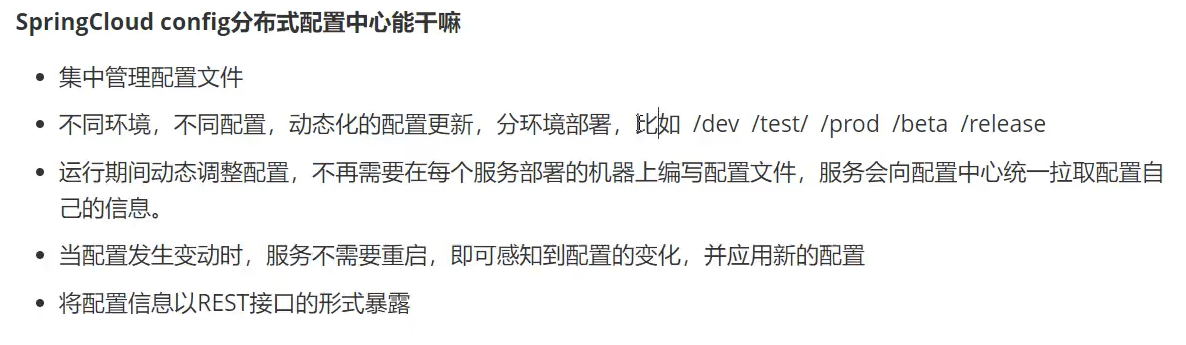 SpringCloud config分布式配置中心能干嘛
集中管理配置文件
不同环境，不同配置，动态化的配置更新，分环境部署，比如 /dev /test/ /prod /beta /release
运行期间动态调整配置，不再需要在每个服务部署的机器上编写配置文件，服务会向配置中心统一拉取配置自
己的信息。
当配置发生变动时，服务不需要重启，即可感知到配置的变化，并应用新的配置
将配置信息以REST接口的形式暴露